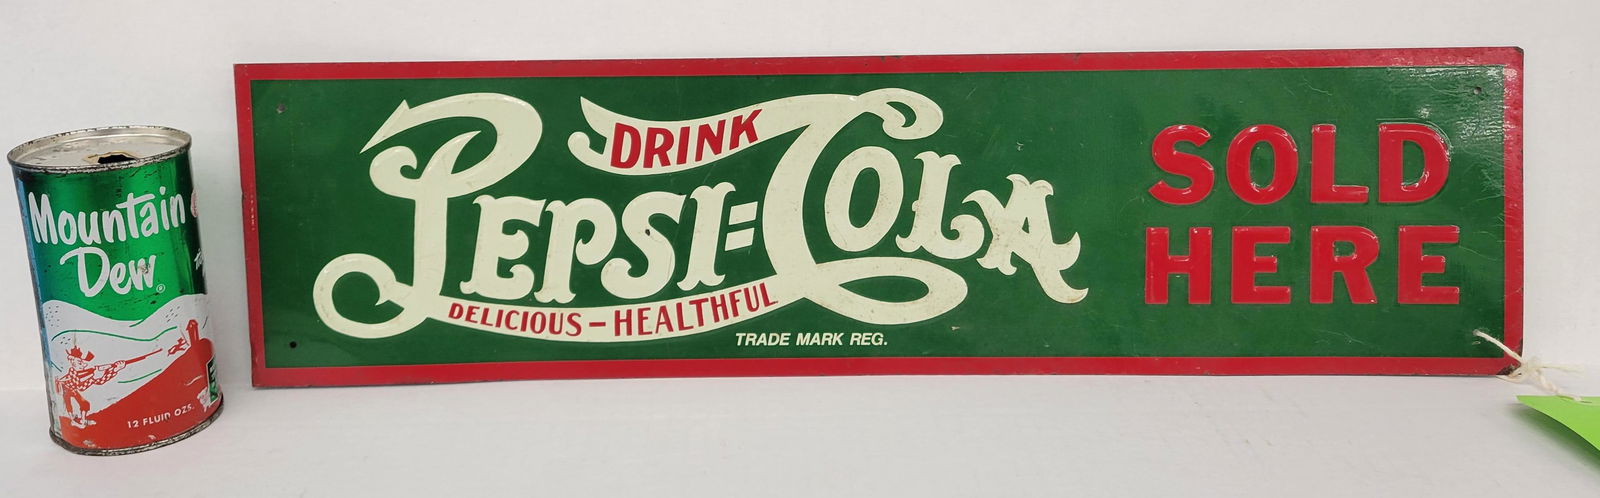 Mountain
Dew®
12 FLUID OZS.
DRINK
PEPSI=COLA
DELICIOUS-HEALTHFUL
TRADE MARK REG.
SOLD
HERE